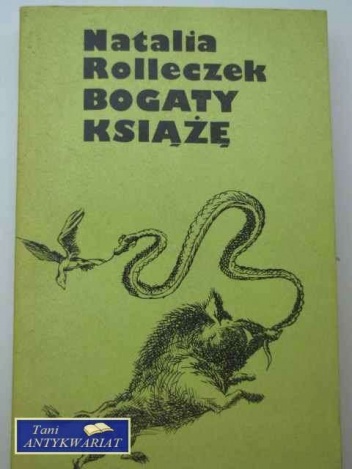 Natalia
Rolleczek
BOGATY
KSIĄŻĘ
Tani
ANTYKWARIAT